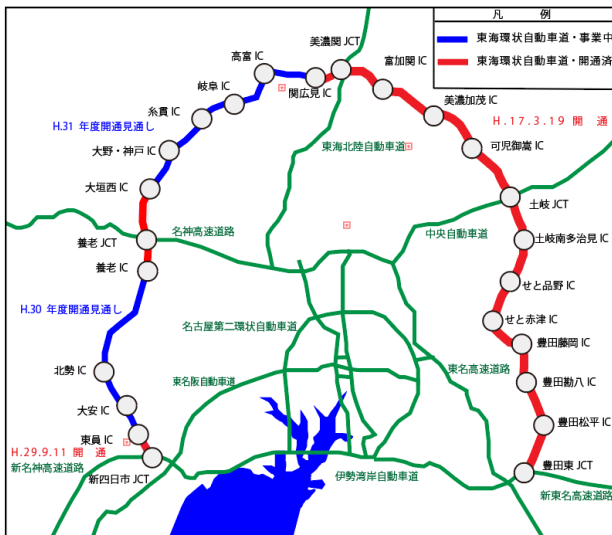 凡 例
東海環状自動車道・事業中
東海環状自動車道・開通済
美濃関 JCT
高富 IC
富加関 IC
岐阜 IC
関広見 IC
糸貫 IC
美濃加茂 IC
H.31 年度開通見通し
H.17.3.19 開 通
大野・神戸 IC
東海北陸自動車道
可児御嵩 IC
大垣西 IC
土岐 JCT
名神高速道路
中央自動車道
養老 JCT
土岐南多治見 IC
養老 IC
せと品野 IC
H.30 年度開通見通し
せと赤津 IC
名古屋第二環状自動車道
豊田藤岡 IC
東名高速道路
北勢 IC
東名阪自動車道
豊田勘八 IC
大安 IC
豊田松平 IC
東員 IC
H.29.9.11 開 通
新名神高速道路
新四日市 JCT
伊勢湾岸自動車道
豊田東 JCT
新東名高速道路